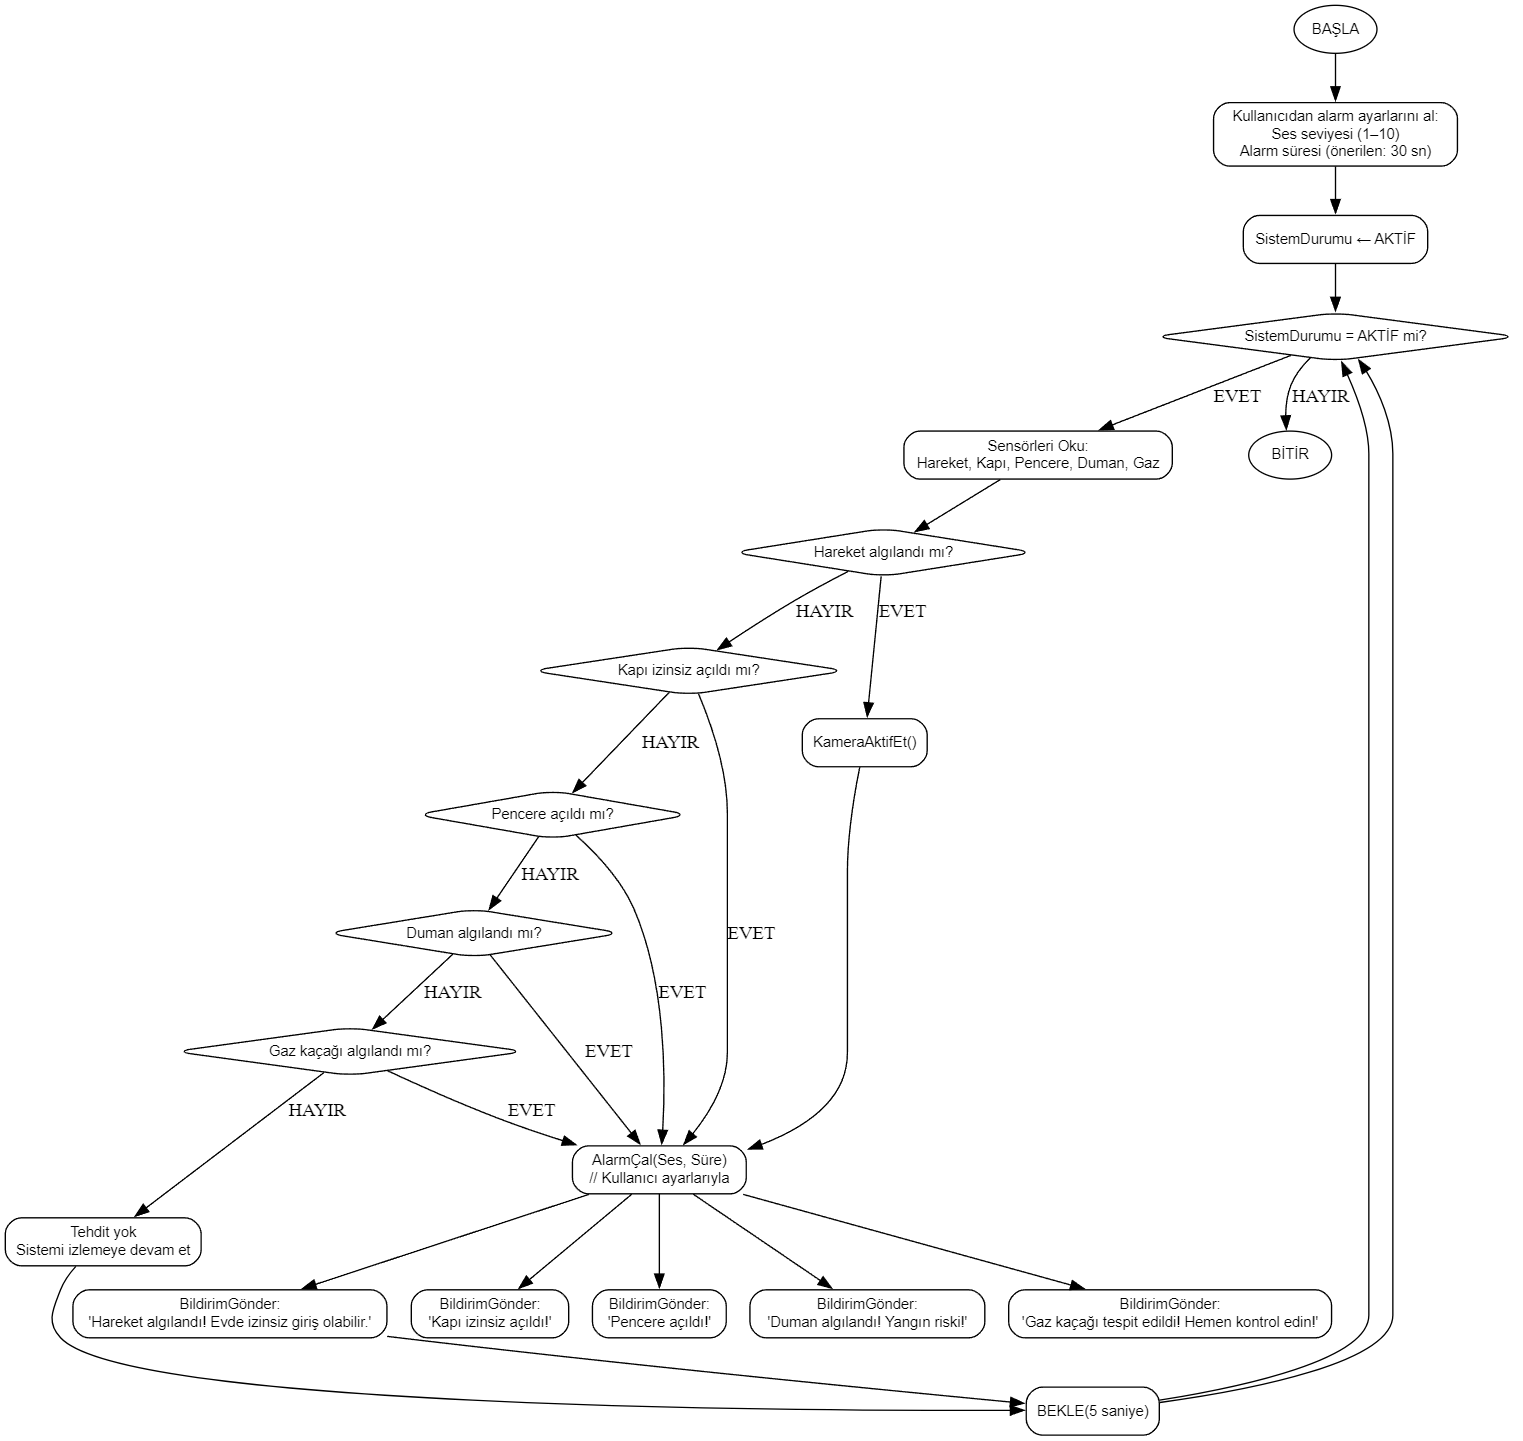 BAŞLA
Kullanıcıdan alarm ayarlarını al:
Ses seviyesi (1–10)
Alarm süresi (önerilen: 30 sn)
SistemDurumu ← AKTİF
SistemDurumu = AKTİF mi?
EVET
HAYIR
Sensörleri Oku:
Hareket, Kapı, Pencere, Duman, Gaz
BİTİR
Hareket algılandı mı?
HAYIR
EVET
Kapı izinsiz açıldı mı?
HAYIR
KameraAktifEt()
Pencere açıldı mı?
HAYIR
Duman algılandı mı?
EVET
HAYIR
EVET
Gaz kaçağı algılandı mı?
EVET
HAYIR
EVET
AlarmÇal(Ses, Süre)
// Kullanıcı ayarlarıyla
Tehdit yok
Sistemi izlemeye devam et
BildirimGönder:
'Hareket algılandı! Evde izinsiz giriş olabilir.'
BildirimGönder:
'Kapı izinsiz açıldı!'
BildirimGönder:
'Pencere açıldı!'
BildirimGönder:
'Duman algılandı! Yangın riski!'
BildirimGönder:
'Gaz kaçağı tespit edildi! Hemen kontrol edin!'
BEKLE(5 saniye)